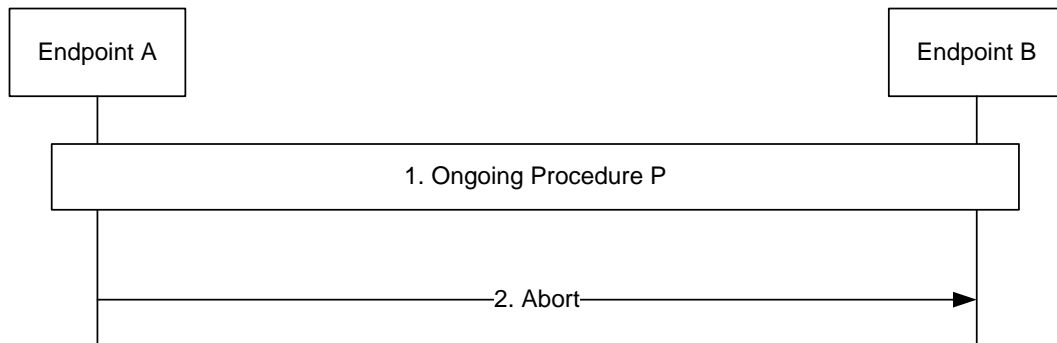 Endpoint A
Endpoint B
1. Ongoing Procedure P
2. Abort